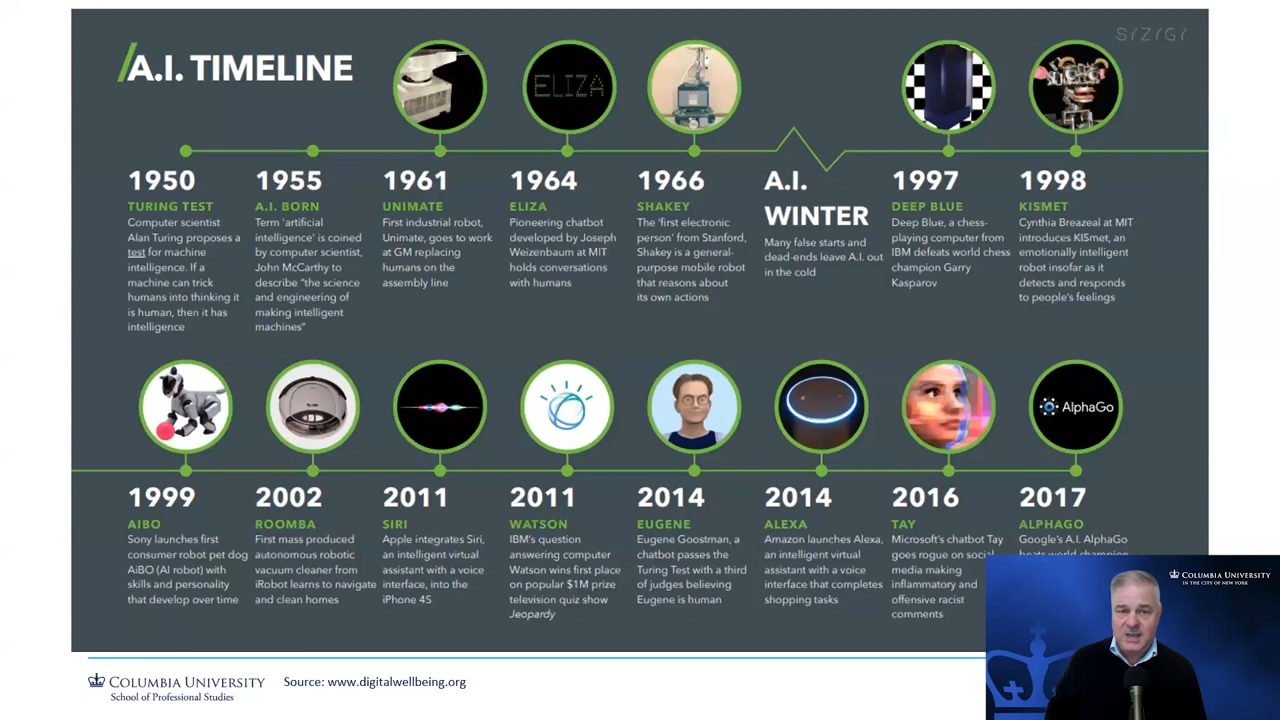 SYZYGY
A.I. TIMELINE
ELIZA
1950
TURING TEST
Computer scientist
Alan Turing proposes a
test for machine
intelligence. If a
machine can trick
humans into thinking it
is human, then it has
intelligence
1955
A.I. BORN
Term 'artificial
intelligence' is coined
by computer scientist,
John McCarthy to
describe "the science
and engineering of
making intelligent
machines"
1961
UNIMATE
First industrial robot,
Unimate, goes to work
at GM replacing
humans on the
assembly line
1964
ELIZA
Pioneering chatbot
developed by Joseph
Weizenbaum at MIT
holds conversations
with humans
1966
SHAKEY
The 'first electronic
person' from Stanford,
Shakey is a general-
purpose mobile robot
that reasons about
its own actions
A.I.
WINTER
Many false starts and
dead-ends leave A.I. out
in the cold
1997
DEEP BLUE
Deep Blue, a chess-
playing computer from
IBM defeats world chess
champion Garry
Kasparov
1998
KISMET
Cynthia Breazeal at MIT
introduces KISmet, an
emotionally intelligent
robot insofar as it
detects and responds
to people's feelings
AlphaGo
1999
AIBO
Sony launches first
consumer robot pet dog
AiBO (AI robot) with
skills and personality
that develop over time
2002
ROOMBA
First mass produced
autonomous robotic
vacuum cleaner from
iRobot learns to navigate
and clean homes
2011
SIRI
Apple integrates Siri,
an intelligent virtual
assistant with a voice
interface, into the
iPhone 4S
2011
WATSON
IBM's question
answering computer
Watson wins first place
on popular $1M prize
television quiz show
Jeopardy
2014
EUGENE
Eugene Goostman, a
chatbot passes the
Turing Test with a third
of judges believing
Eugene is human
2014
ALEXA
Amazon launches Alexa,
an intelligent virtual
assistant with a voice
interface that completes
shopping tasks
2016
TAY
Microsoft's chatbot Tay
goes rogue on social
media making
inflammatory and
offensive racist
comments
2017
ALPHAGO
Google's A.I. AlphaGo
beats world champion
COLUMBIA UNIVERSITY
IN THE CITY OF NEW YORK
COLUMBIA UNIVERSITY
School of Professional Studies
Source: www.digitalwellbeing.org